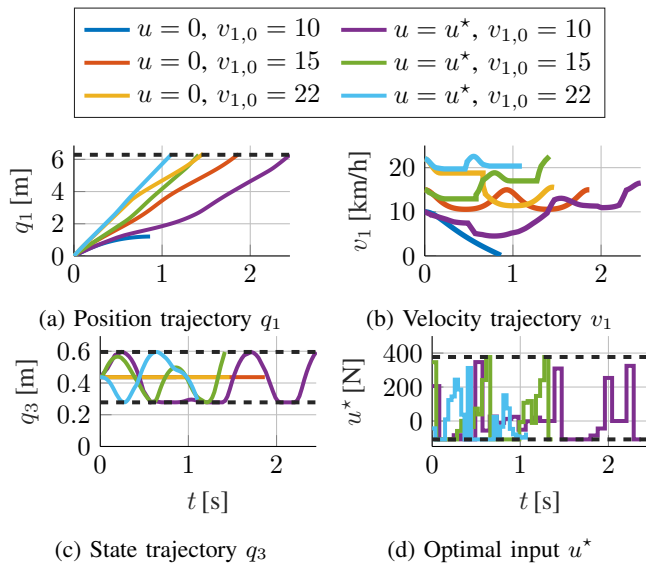 u = 0, v₁,₀ = 10 u = u⋆, v₁,₀ = 10
u = 0, v₁,₀ = 15 u = u⋆, v₁,₀ = 15
u = 0, v₁,₀ = 22 u = u⋆, v₁,₀ = 22
q₁ [m]
6
4
2
0
0 1 2
(a) Position trajectory q₁
v₁ [km/h]
20
10
0
0 1 2
(b) Velocity trajectory v₁
q₃ [m]
0.6
0.4
0.2
0
0 1 2
t [s]
(c) State trajectory q₃
u⋆ [N]
400
200
0
0 1 2
t [s]
(d) Optimal input u⋆